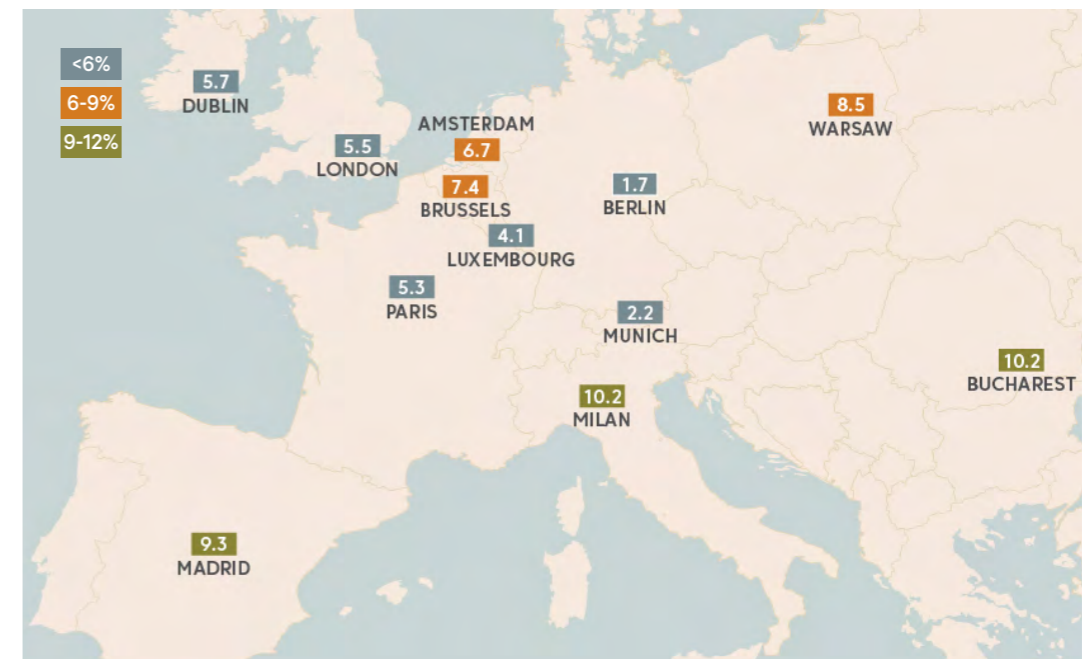 <6%
6-9%
9-12%
5.7
DUBLIN
5.5
LONDON
AMSTERDAM
6.7
7.4
BRUSSELS
4.1
LUXEMBOURG
5.3
PARIS
1.7
BERLIN
8.5
WARSAW
2.2
MUNICH
10.2
MILAN
10.2
BUCHAREST
9.3
MADRID